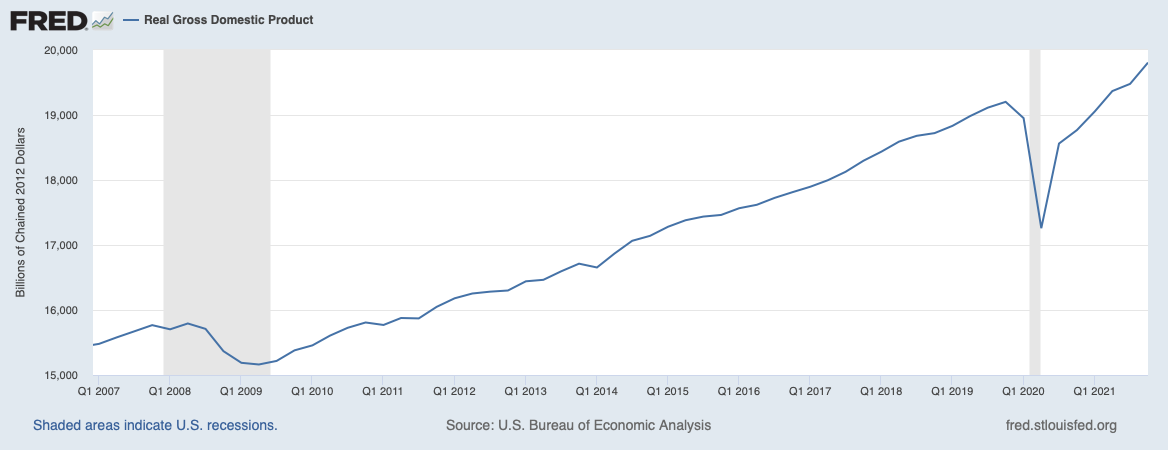 FRED
Real Gross Domestic Product
20,000
19,000
18,000
17,000
16,000
15,000
Billions of Chained 2012 Dollars
Q1 2007 Q1 2008 Q1 2009 Q1 2010 Q1 2011 Q1 2012 Q1 2013 Q1 2014 Q1 2015 Q1 2016 Q1 2017 Q1 2018 Q1 2019 Q1 2020 Q1 2021
Shaded areas indicate U.S. recessions. Source: U.S. Bureau of Economic Analysis fred.stlouisfed.org